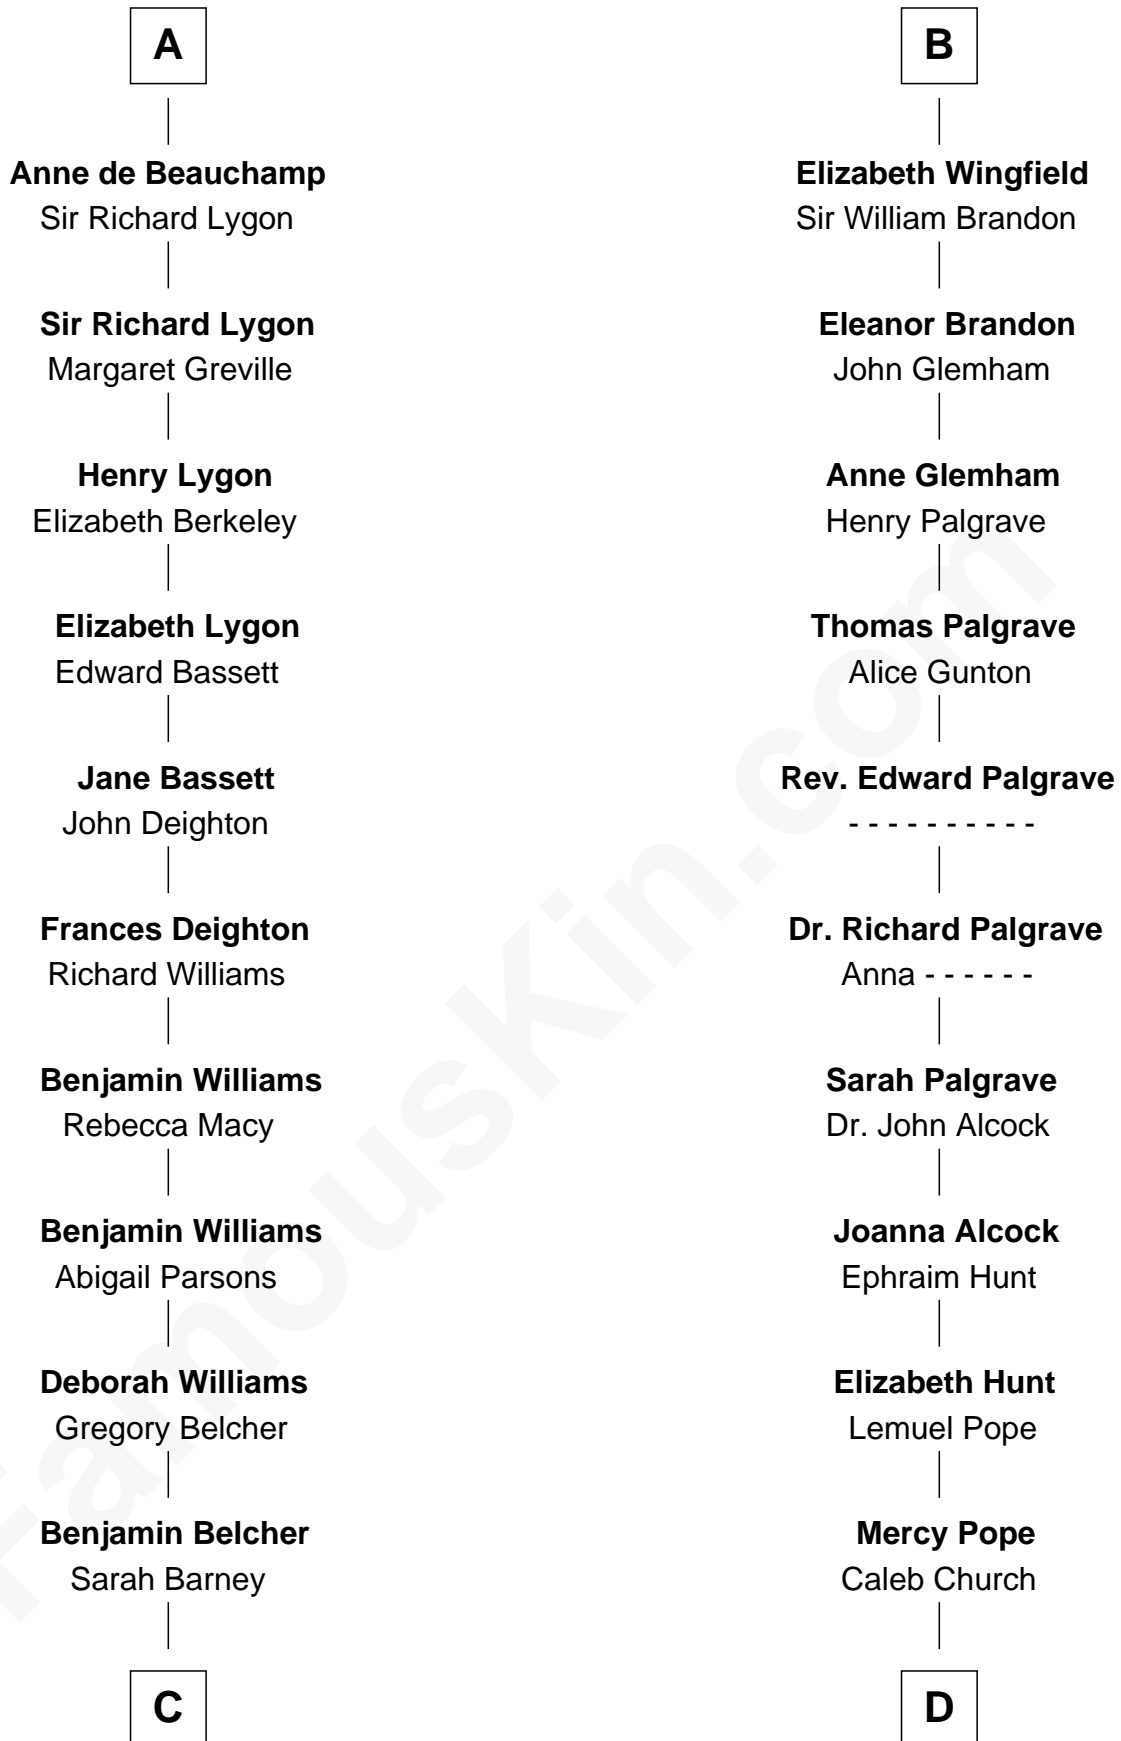 A
Anne de Beauchamp
Sir Richard Lygon
Sir Richard Lygon
Margaret Greville
Henry Lygon
Elizabeth Berkeley
Elizabeth Lygon
Edward Bassett
Jane Bassett
John Deighton
Frances Deighton
Richard Williams
Benjamin Williams
Rebecca Macy
Benjamin Williams
Abigail Parsons
Deborah Williams
Gregory Belcher
Benjamin Belcher
Sarah Barney
C
B
Elizabeth Wingfield
Sir William Brandon
Eleanor Brandon
John Glemham
Anne Glemham
Henry Palgrave
Thomas Palgrave
Alice Gunton
Rev. Edward Palgrave
- - - - - - - - - -
Dr. Richard Palgrave
Anna - - - - - -
Sarah Palgrave
Dr. John Alcock
Joanna Alcock
Ephraim Hunt
Elizabeth Hunt
Lemuel Pope
Mercy Pope
Caleb Church
D
FamousKin.com